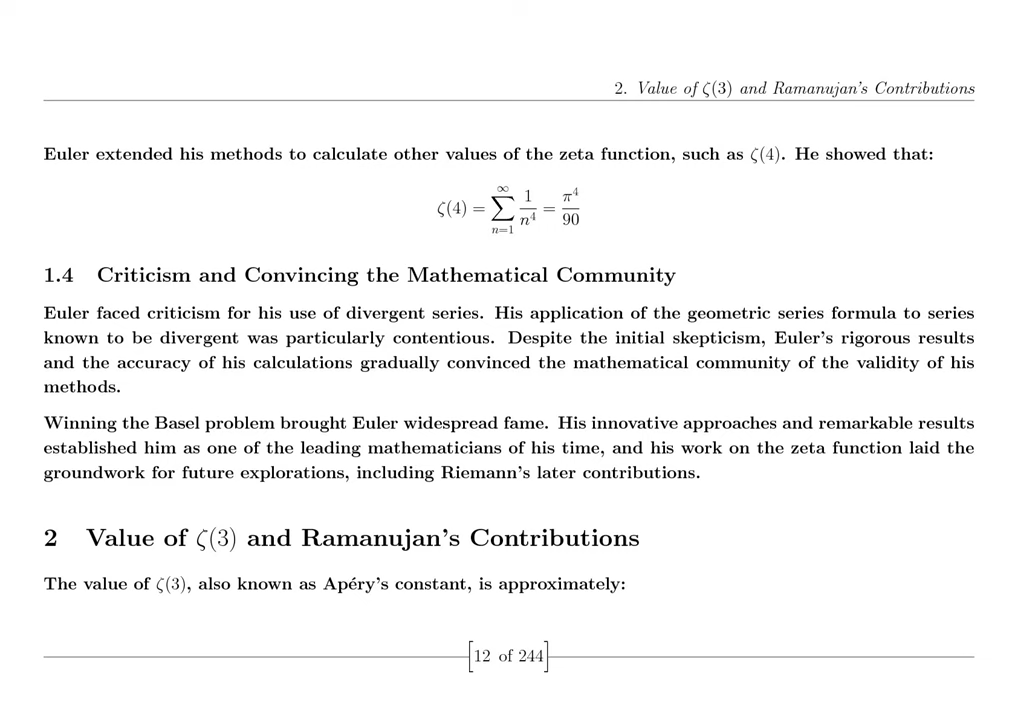 2. Value of ζ(3) and Ramanujan's Contributions
Euler extended his methods to calculate other values of the zeta function, such as ζ(4). He showed that:
ζ(4) = ∑_{n=1}^{∞} 1/n⁴ = π⁴/90
1.4 Criticism and Convincing the Mathematical Community
Euler faced criticism for his use of divergent series. His application of the geometric series formula to series
known to be divergent was particularly contentious. Despite the initial skepticism, Euler's rigorous results
and the accuracy of his calculations gradually convinced the mathematical community of the validity of his
methods.
Winning the Basel problem brought Euler widespread fame. His innovative approaches and remarkable results
established him as one of the leading mathematicians of his time, and his work on the zeta function laid the
groundwork for future explorations, including Riemann's later contributions.
2 Value of ζ(3) and Ramanujan's Contributions
The value of ζ(3), also known as Apéry's constant, is approximately:
[12 of 244]